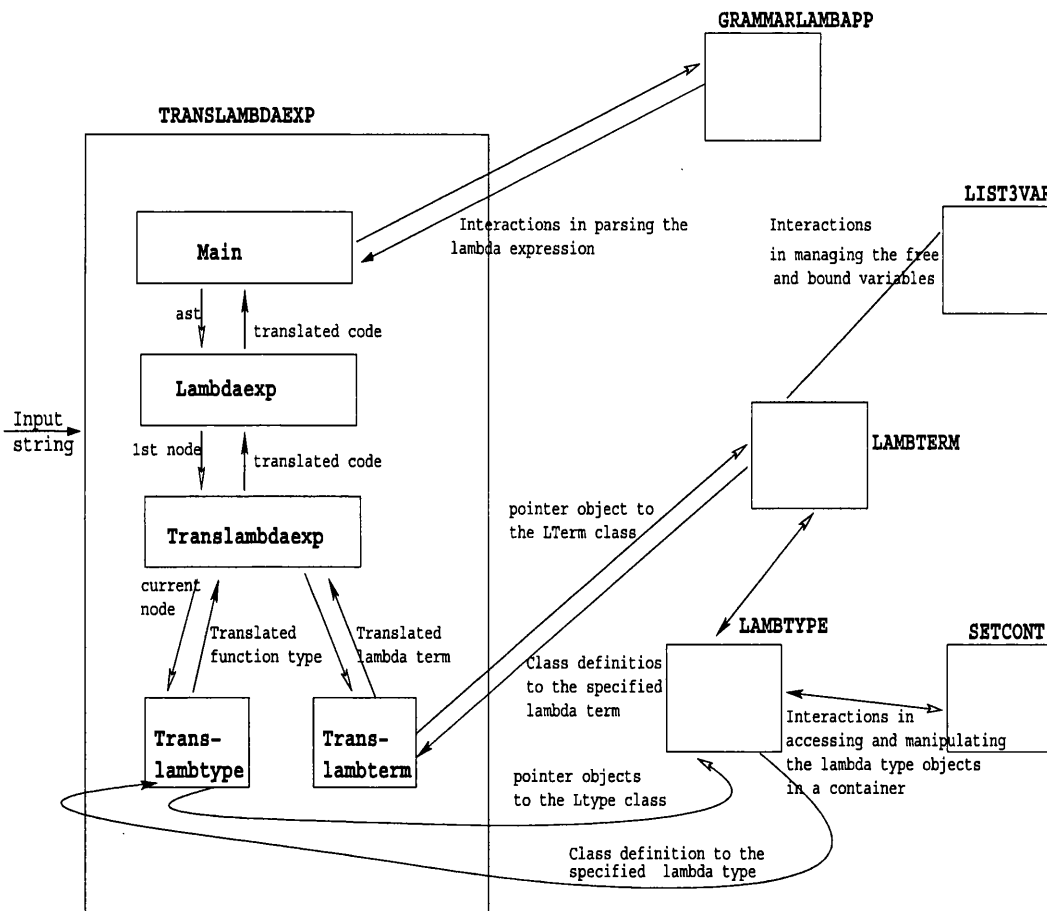 GRAMMARLAMBAPP
TRANSLAMBDAEXP
LIST3VAR
Interactions in parsing the
lambda expression
Interactions
in managing the free
and bound variables
Main
ast
translated code
Lambdaexp
Input
string
1st node
translated code
LAMBTERM
Translambdaexp
pointer object to
the LTerm class
current
node
Translated
function type
Translated
lambda term
LAMBTYPE
SETCONT
Class definitios
to the specified
lambda term
Trans-
lambtype
Trans-
lambterm
Interactions in
accessing and manipulating
the lambda type objects
in a container
pointer objects
to the Ltype class
Class definition to the
specified lambda type